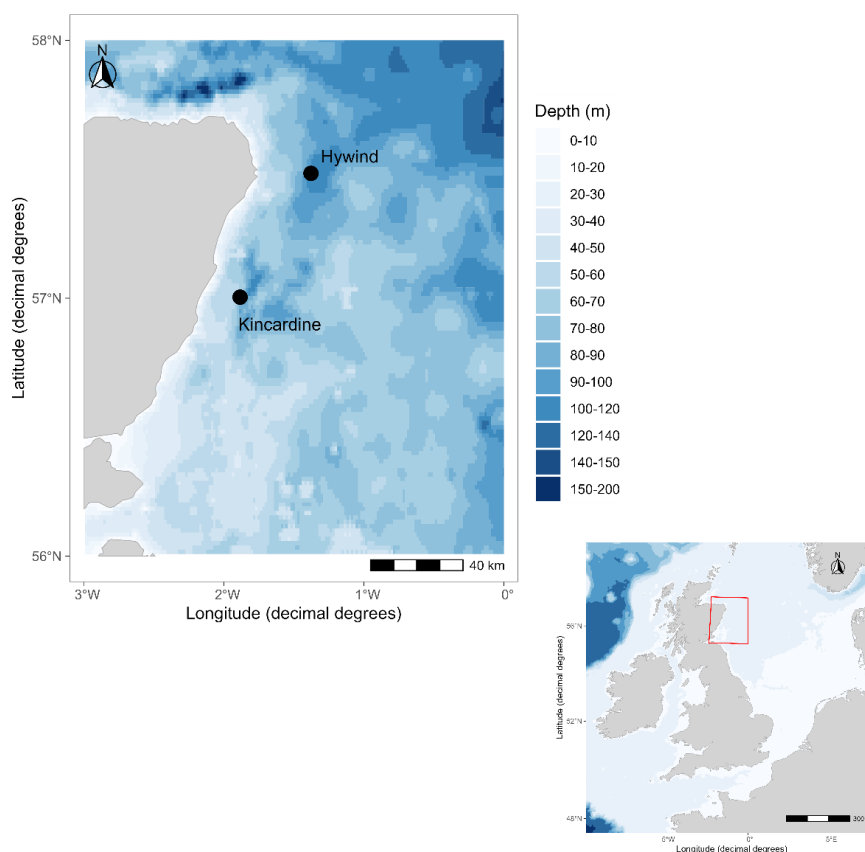 58°N
N
Hywind
57°N
Kincardine
56°N
40 km
3°W 2°W 1°W 0°
Longitude (decimal degrees)
Latitude (decimal degrees)
Depth (m)
0-10
10-20
20-30
30-40
40-50
50-60
60-70
70-80
80-90
90-100
100-120
120-140
140-150
150-200
N
56°N
52°N
48°N
300
5°W 0° 5°E
Longitude (decimal degrees)
Latitude (decimal degrees)